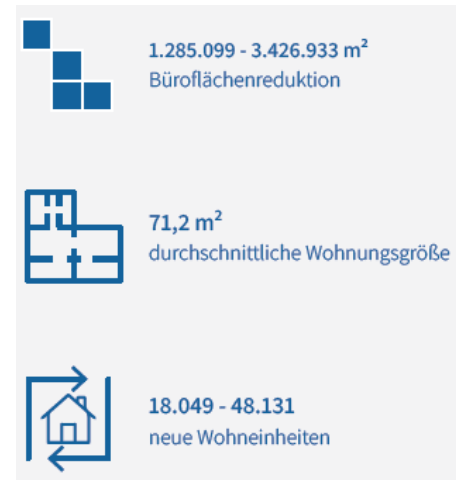 1.285.099 - 3.426.933 m²
Büroflächenreduktion
71,2 m²
durchschnittliche Wohnungsgröße
18.049 - 48.131
neue Wohneinheiten